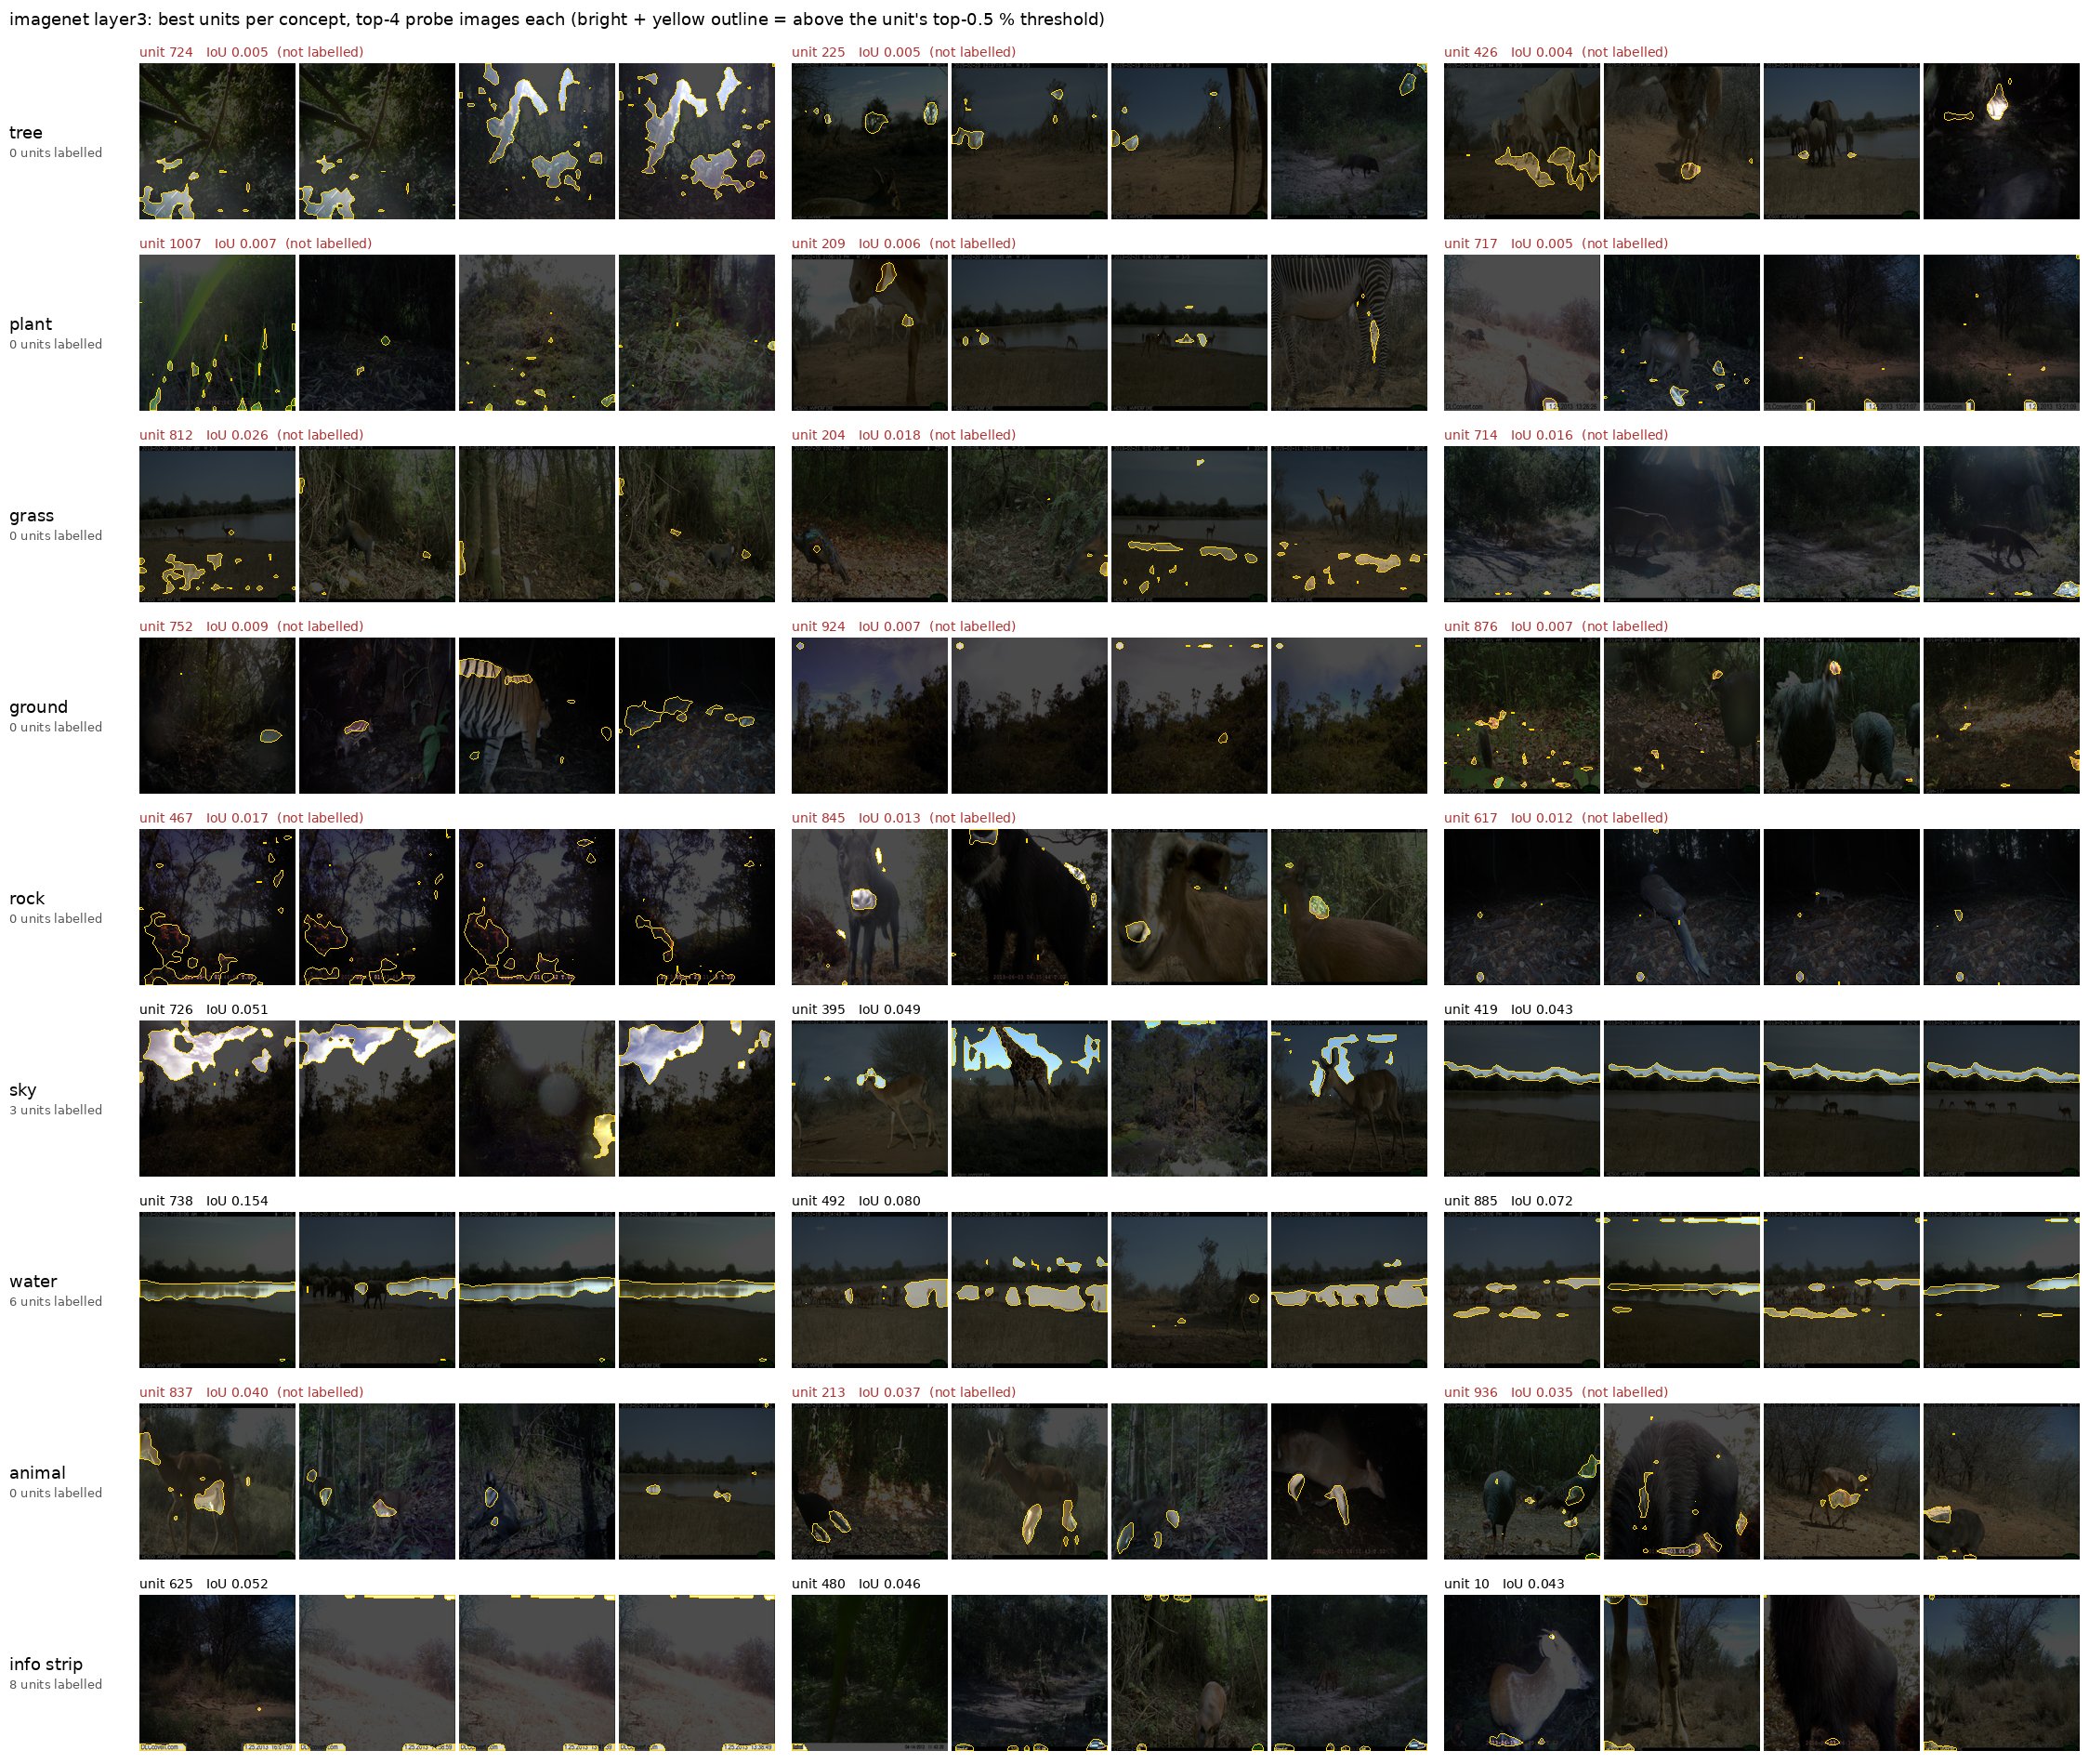 imagenet layer3: best units per concept, top-4 probe images each (bright + yellow outline = above the unit's top-0.5 % threshold)
unit 724 IoU 0.005 (not labelled)
unit 225 IoU 0.005 (not labelled)
unit 426 IoU 0.004 (not labelled)
tree
0 units labelled
unit 1007 IoU 0.007 (not labelled)
unit 209 IoU 0.006 (not labelled)
unit 717 IoU 0.005 (not labelled)
plant
0 units labelled
unit 812 IoU 0.026 (not labelled)
unit 204 IoU 0.018 (not labelled)
unit 714 IoU 0.016 (not labelled)
grass
0 units labelled
unit 752 IoU 0.009 (not labelled)
unit 924 IoU 0.007 (not labelled)
unit 876 IoU 0.007 (not labelled)
ground
0 units labelled
unit 467 IoU 0.017 (not labelled)
unit 845 IoU 0.013 (not labelled)
unit 617 IoU 0.012 (not labelled)
rock
0 units labelled
unit 726 IoU 0.051
unit 395 IoU 0.049
unit 419 IoU 0.043
sky
3 units labelled
unit 738 IoU 0.154
unit 492 IoU 0.080
unit 885 IoU 0.072
water
6 units labelled
unit 837 IoU 0.040 (not labelled)
unit 213 IoU 0.037 (not labelled)
unit 936 IoU 0.035 (not labelled)
animal
0 units labelled
unit 625 IoU 0.052
unit 480 IoU 0.046
unit 10 IoU 0.043
info strip
8 units labelled